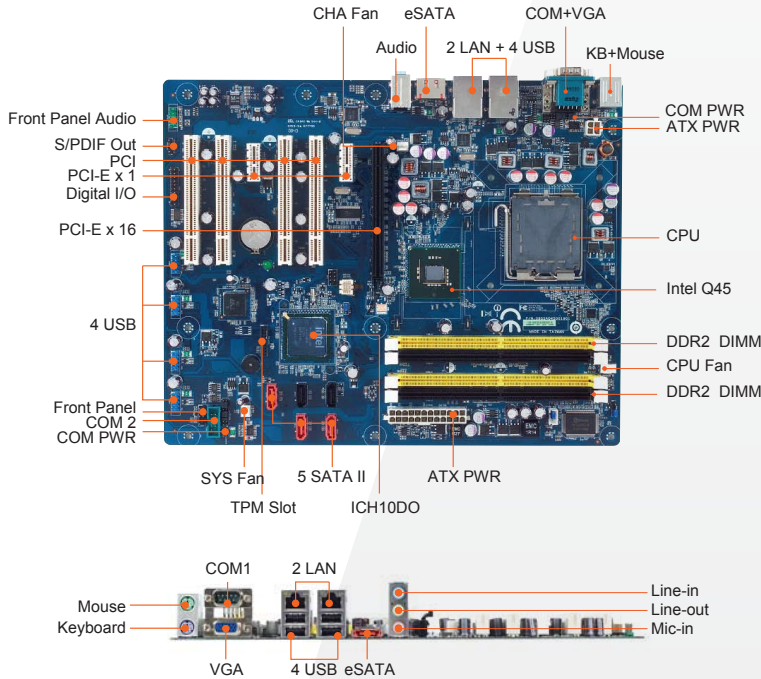 CHA Fan
eSATA
COM+VGA
Audio
2 LAN + 4 USB
KB+Mouse
COM PWR
ATX PWR
Front Panel Audio
S/PDIF Out
PCI
PCI-E x 1
Digital I/O
PCI-E x 16
CPU
Intel Q45
4 USB
DDR2 DIMM
CPU Fan
DDR2 DIMM
Front Panel
COM 2
COM PWR
SYS Fan
5 SATA II
ATX PWR
TPM Slot
ICH10DO
COM1
2 LAN
Mouse
Keyboard
Line-in
Line-out
Mic-in
VGA
4 USB
eSATA